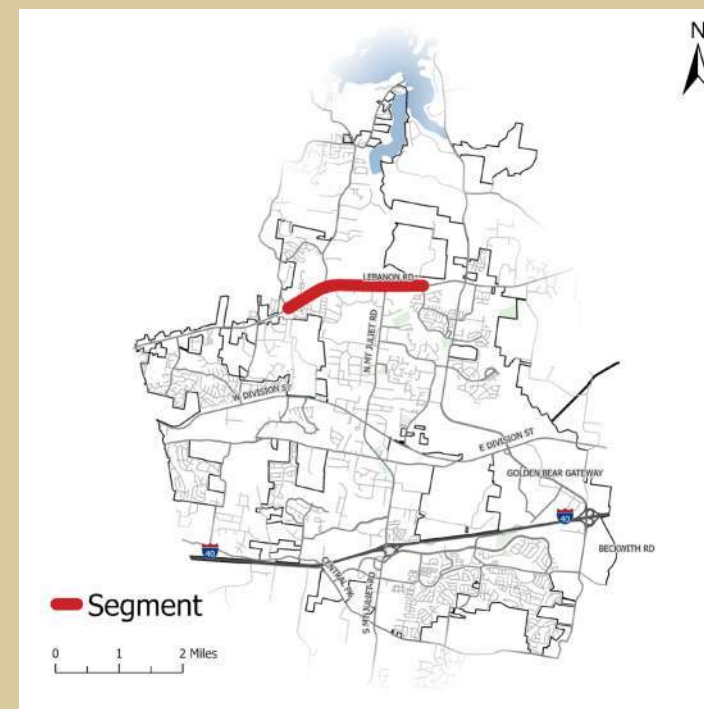 N
LEBANON RD
N MT JULIET RD
W DIVISION ST
E DIVISION ST
GOLDEN BEAR GATEWAY
40
BECKWITH RD
40
CENTRAL PIK
S MT JULIET RD
Segment
0 1 2 Miles